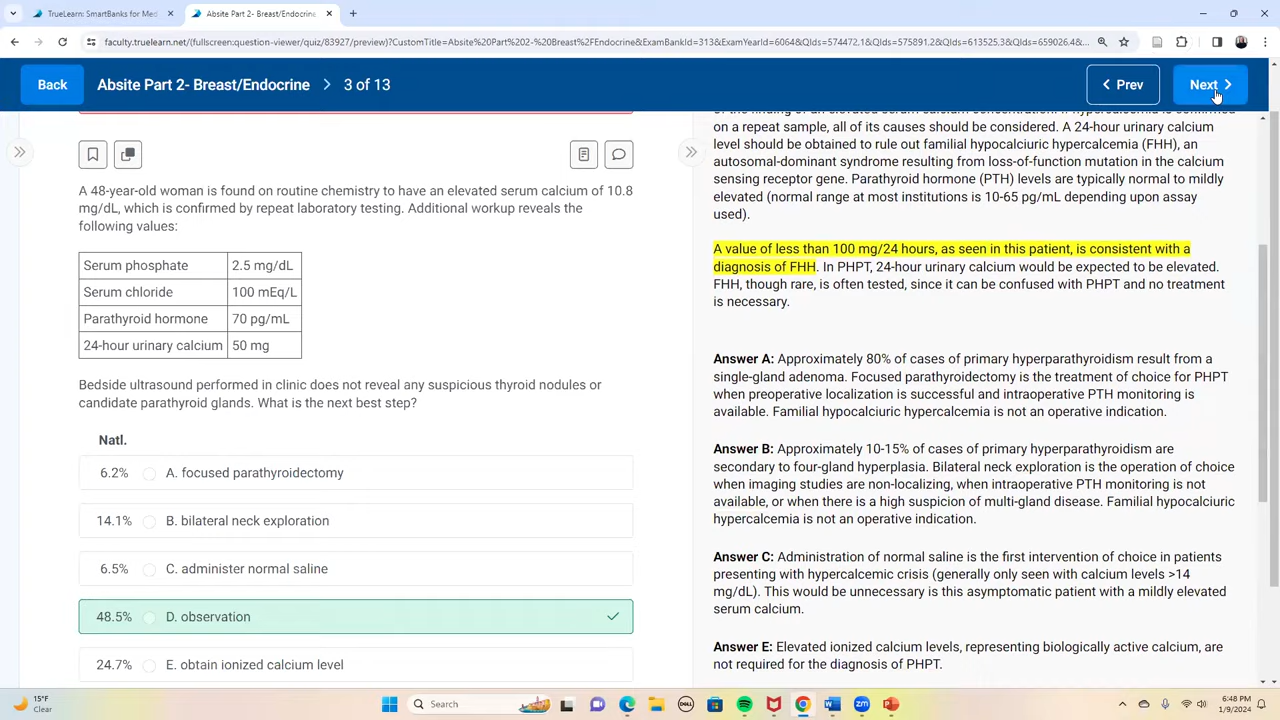 TrueLearn: SmartBanks for Med
Absite Part 2- Breast/Endocrine
faculty.truelearn.net/(fullscreen:question-viewer/quiz/83927/preview)?CustomTitle=Absite%20Part%202-%20Breast%2FEndocrine&ExamBankId=313&ExamYearId=6064&QIds=574472.1&QIds=575891.2&QIds=613525.3&QIds=659026.4&...
Back
Absite Part 2- Breast/Endocrine
3 of 13
Prev
Next
A 48-year-old woman is found on routine chemistry to have an elevated serum calcium of 10.8
mg/dL, which is confirmed by repeat laboratory testing. Additional workup reveals the
following values:
Serum phosphate 2.5 mg/dL
Serum chloride 100 mEq/L
Parathyroid hormone 70 pg/mL
24-hour urinary calcium 50 mg
Bedside ultrasound performed in clinic does not reveal any suspicious thyroid nodules or
candidate parathyroid glands. What is the next best step?
Natl.
6.2% A. focused parathyroidectomy
14.1% B. bilateral neck exploration
6.5% C. administer normal saline
48.5% D. observation
24.7% E. obtain ionized calcium level
of the finding of an elevated serum calcium concentration. If hypercalcemia is confirmed
on a repeat sample, all of its causes should be considered. A 24-hour urinary calcium
level should be obtained to rule out familial hypocalciuric hypercalcemia (FHH), an
autosomal-dominant syndrome resulting from loss-of-function mutation in the calcium
sensing receptor gene. Parathyroid hormone (PTH) levels are typically normal to mildly
elevated (normal range at most institutions is 10-65 pg/mL depending upon assay
used).
A value of less than 100 mg/24 hours, as seen in this patient, is consistent with a
diagnosis of FHH. In PHPT, 24-hour urinary calcium would be expected to be elevated.
FHH, though rare, is often tested, since it can be confused with PHPT and no treatment
is necessary.
Answer A: Approximately 80% of cases of primary hyperparathyroidism result from a
single-gland adenoma. Focused parathyroidectomy is the treatment of choice for PHPT
when preoperative localization is successful and intraoperative PTH monitoring is
available. Familial hypocalciuric hypercalcemia is not an operative indication.
Answer B: Approximately 10-15% of cases of primary hyperparathyroidism are
secondary to four-gland hyperplasia. Bilateral neck exploration is the operation of choice
when imaging studies are non-localizing, when intraoperative PTH monitoring is not
available, or when there is a high suspicion of multi-gland disease. Familial hypocalciuric
hypercalcemia is not an operative indication.
Answer C: Administration of normal saline is the first intervention of choice in patients
presenting with hypercalcemic crisis (generally only seen with calcium levels >14
mg/dL). This would be unnecessary is this asymptomatic patient with a mildly elevated
serum calcium.
Answer E: Elevated ionized calcium levels, representing biologically active calcium, are
not required for the diagnosis of PHPT.
15°F
Clear
Search
DELL
zm
6:48 PM
1/9/2024